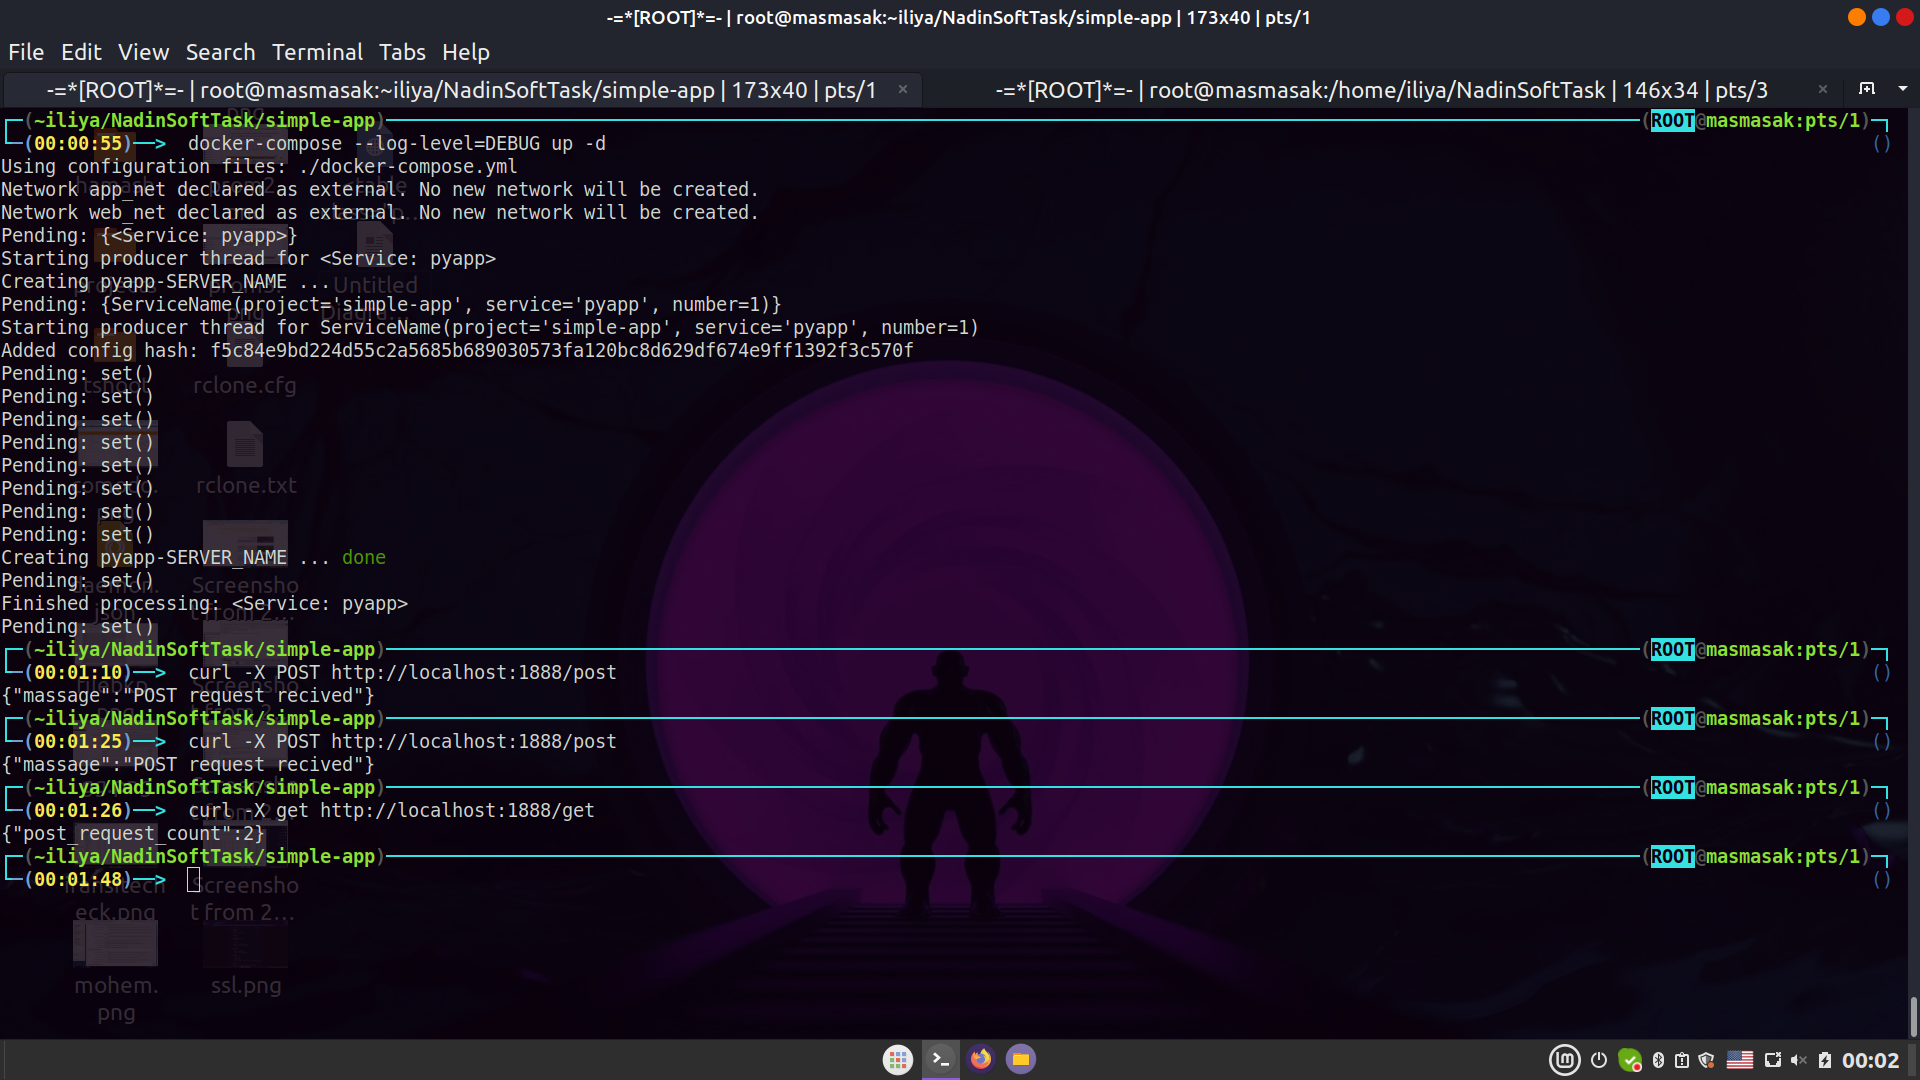 -=*[ROOT]*=- | root@masmasak:~iliya/NadinSoftTask/simple-app | 173x40 | pts/1
File Edit View Search Terminal Tabs Help
-=*[ROOT]*=- | root@masmasak:~iliya/NadinSoftTask/simple-app | 173x40 | pts/1 ×
-=*[ROOT]*=- | root@masmasak:/home/iliya/NadinSoftTask | 146x34 | pts/3 ×
(~iliya/NadinSoftTask/simple-app) (ROOT@masmasak:pts/1)
(00:00:55)──> docker-compose --log-level=DEBUG up -d ()
Using configuration files: ./docker-compose.yml
Network app_net declared as external. No new network will be created.
Network web_net declared as external. No new network will be created.
Pending: {<Service: pyapp>}
Starting producer thread for <Service: pyapp>
Creating pyapp-SERVER_NAME ...
Pending: {ServiceName(project='simple-app', service='pyapp', number=1)}
Starting producer thread for ServiceName(project='simple-app', service='pyapp', number=1)
Added config hash: f5c84e9bd224d55c2a5685b689030573fa120bc8d629df674e9ff1392f3c570f
Pending: set()
Pending: set()
Pending: set()
Pending: set()
Pending: set()
Pending: set()
Pending: set()
Pending: set()
Creating pyapp-SERVER_NAME ... done
Pending: set()
Finished processing: <Service: pyapp>
Pending: set()
(~iliya/NadinSoftTask/simple-app) (ROOT@masmasak:pts/1)
(00:01:10)──> curl -X POST http://localhost:1888/post ()
{"massage":"POST request recived"}
(~iliya/NadinSoftTask/simple-app) (ROOT@masmasak:pts/1)
(00:01:25)──> curl -X POST http://localhost:1888/post ()
{"massage":"POST request recived"}
(~iliya/NadinSoftTask/simple-app) (ROOT@masmasak:pts/1)
(00:01:26)──> curl -X get http://localhost:1888/get ()
{"post_request_count":2}
(~iliya/NadinSoftTask/simple-app) (ROOT@masmasak:pts/1)
(00:01:48)──> ()
projects
Untitled
rclone.cfg
rclone.txt
json
Screensho
Screensho
t from 2...
eck.png
mohem.
png
ssl.png
00:02